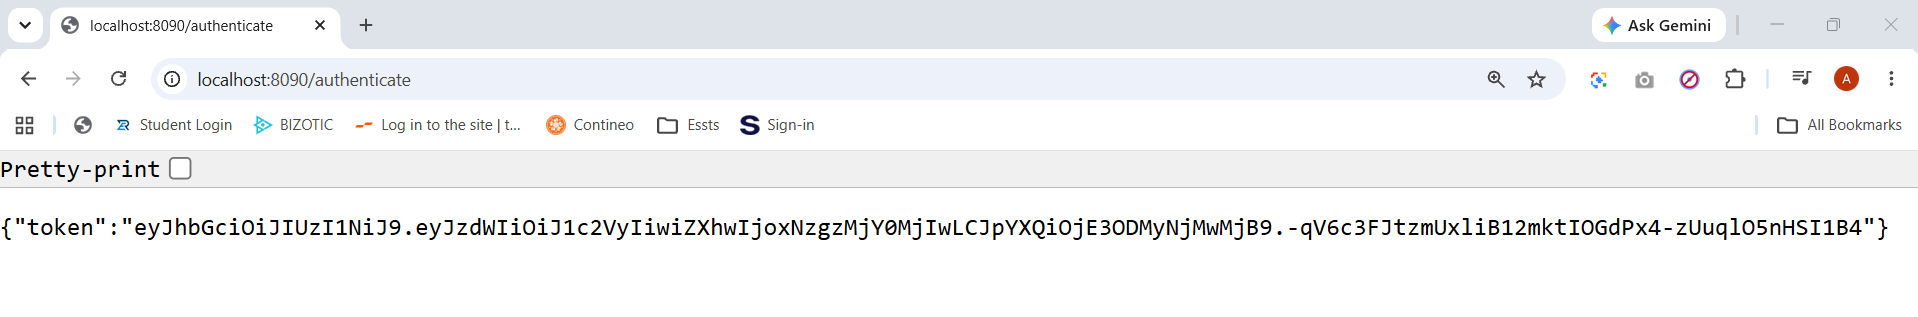 localhost:8090/authenticate
Ask Gemini
localhost:8090/authenticate
A
Student Login
BIZOTIC
Log in to the site | t...
Contineo
Essts
Sign-in
All Bookmarks
Pretty-print
{"token":"eyJhbGciOiJIUzI1NiJ9.eyJzdWIiOiJ1c2VyIiwiZXhwIjoxNzgzMjY0MjIwLCJpYXQiOjE3ODMyNjMwMjB9.-qV6c3FJtzmUxliB12mktIOGdPx4-zUuqlO5nHSI1B4"}